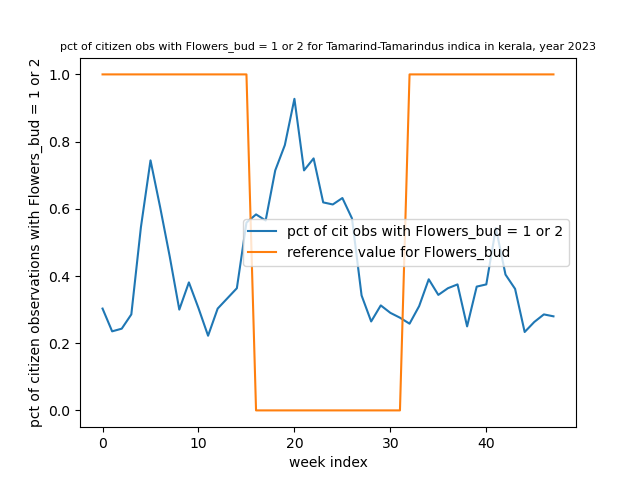 pct of citizen obs with Flowers_bud = 1 or 2 for Tamarind-Tamarindus indica in kerala, year 2023
pct of citizen observations with Flowers_bud = 1 or 2
1.0
0.8
0.6
0.4
0.2
0.0
pct of cit obs with Flowers_bud = 1 or 2
reference value for Flowers_bud
0 10 20 30 40
week index